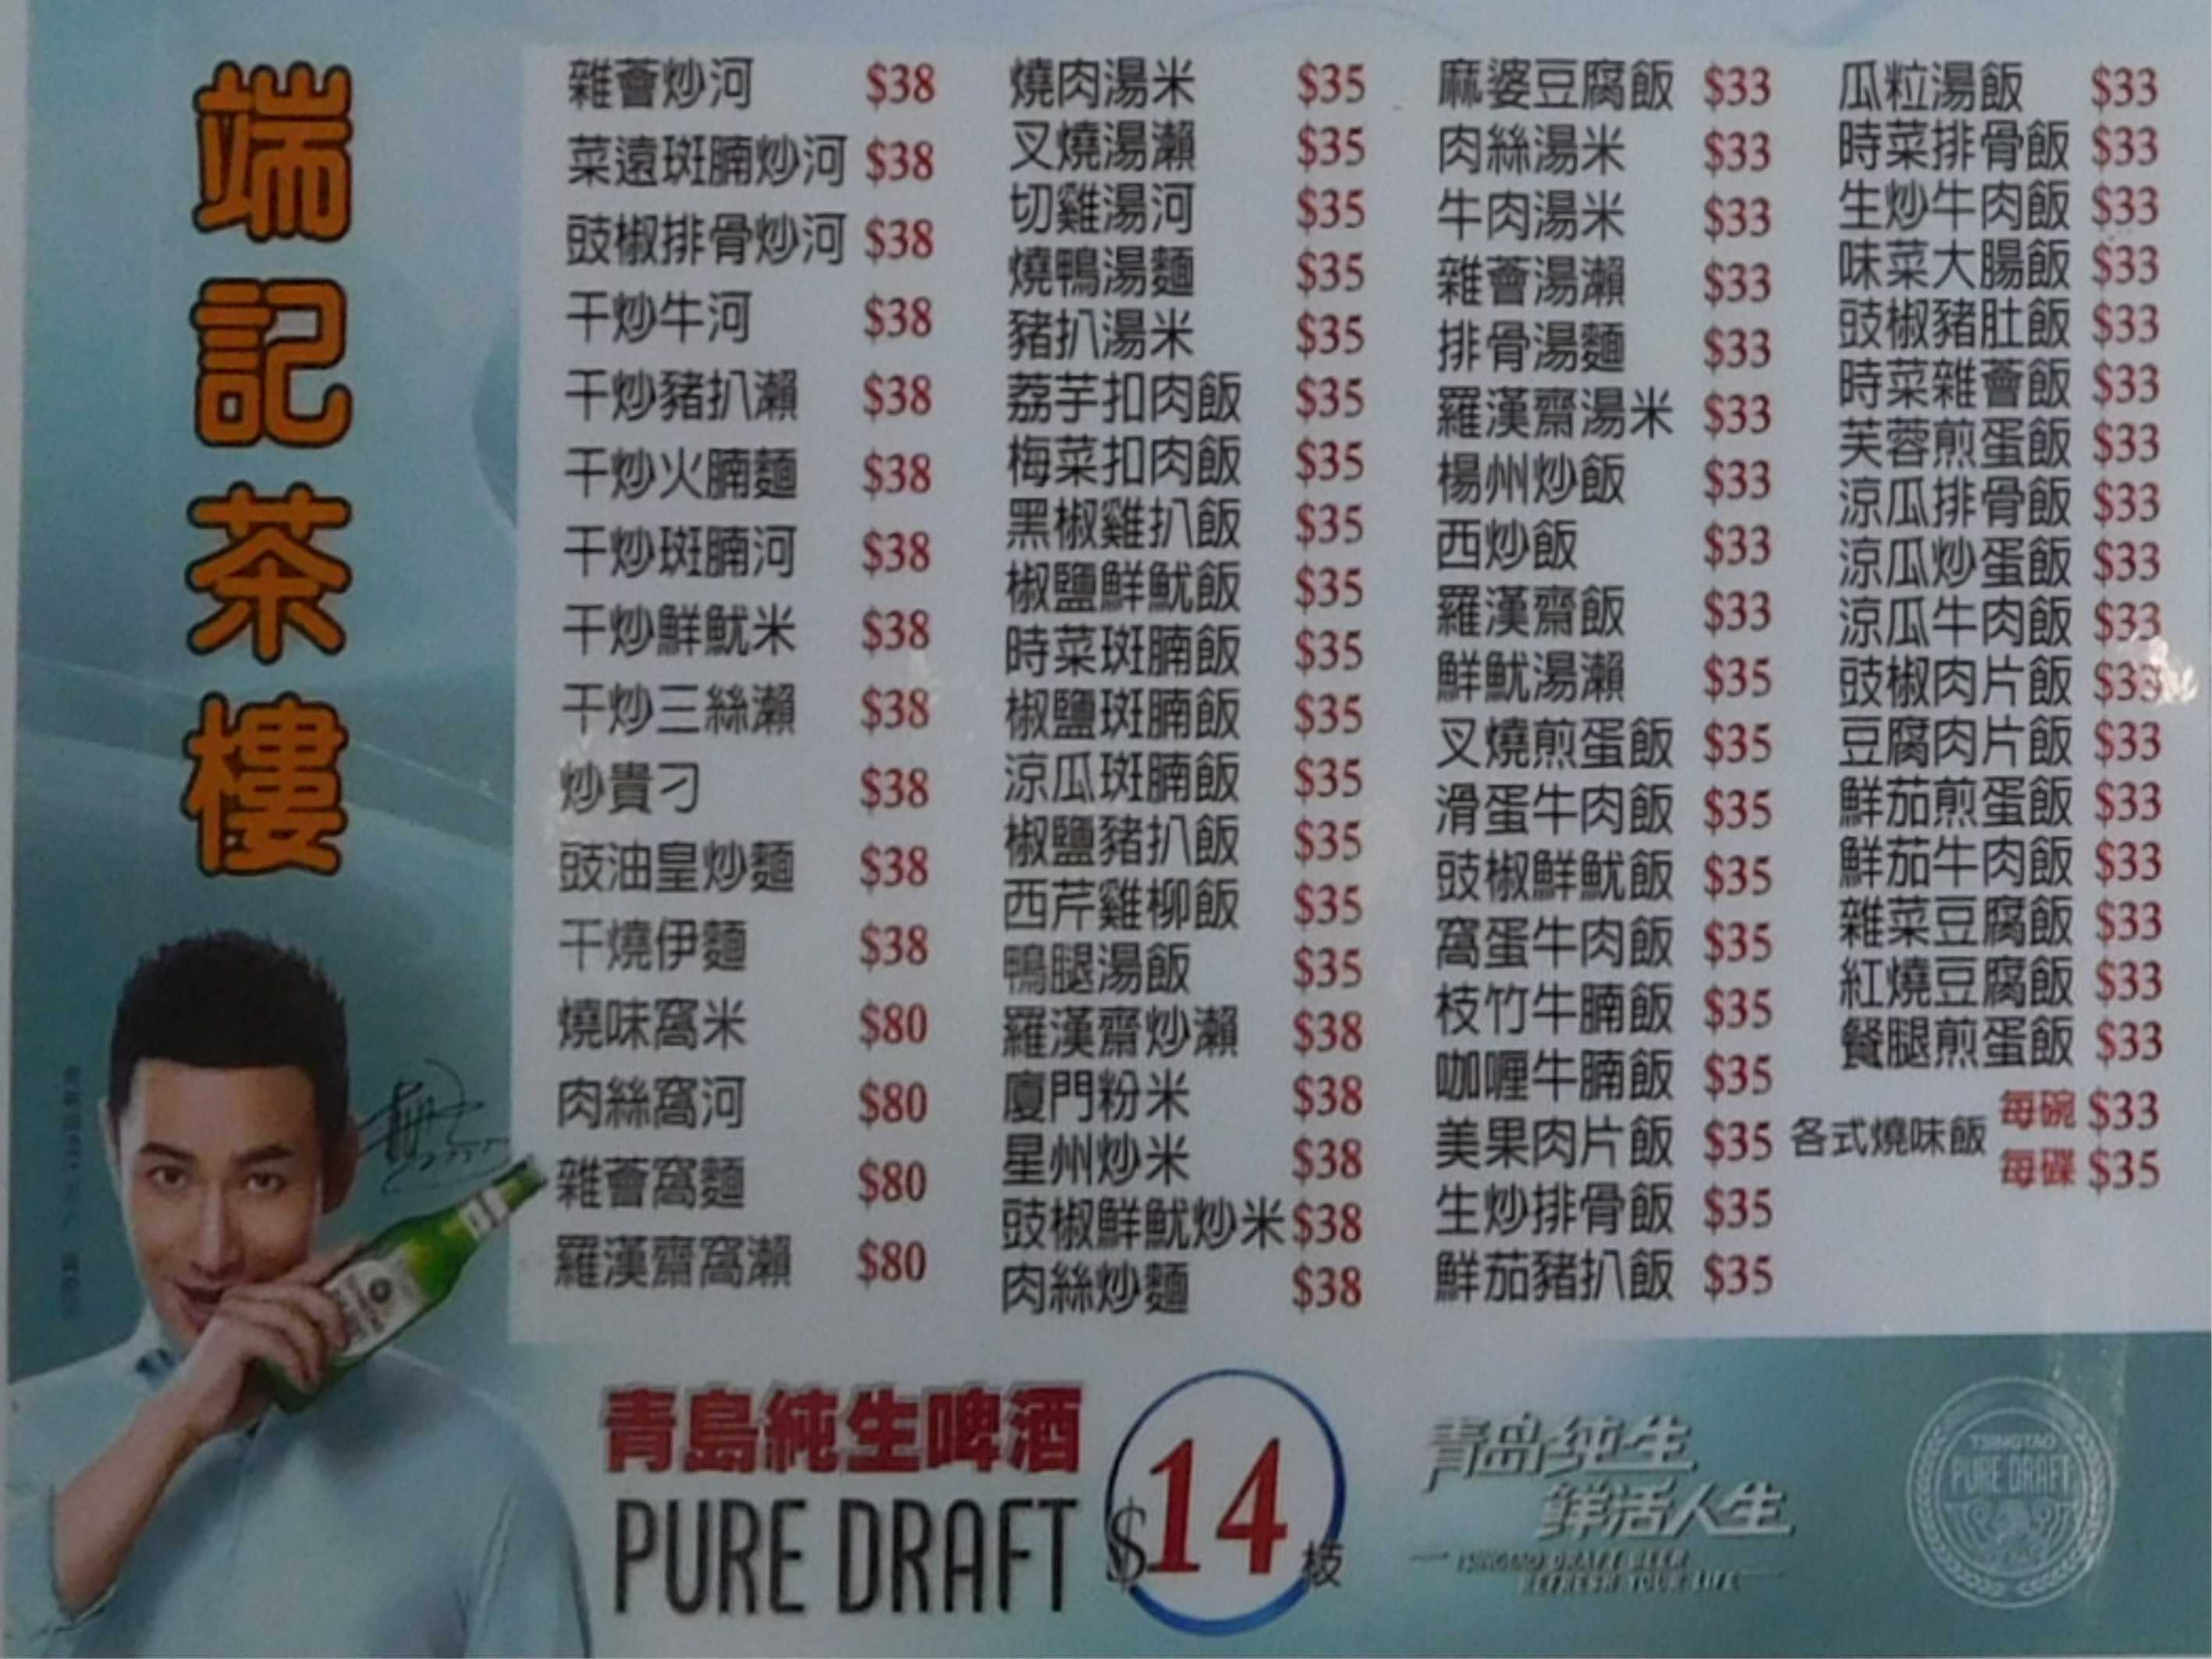 端記茶樓
雜薈炒河 $38
菜遠斑腩炒河 $38
豉椒排骨炒河 $38
干炒牛河 $38
干炒豬扒瀨 $38
干炒火腩麵 $38
干炒斑腩河 $38
干炒鮮魷米 $38
干炒三絲瀨 $38
炒貴刁 $38
豉油皇炒麵 $38
干燒伊麵 $38
燒味窩米 $80
肉絲窩河 $80
雜薈窩麵 $80
羅漢齋窩瀨 $80
燒肉湯米 $35
叉燒湯瀨 $35
切雞湯河 $35
燒鴨湯麵 $35
豬扒湯米 $35
荔芋扣肉飯 $35
梅菜扣肉飯 $35
黑椒雞扒飯 $35
椒鹽鮮魷飯 $35
時菜斑腩飯 $35
椒鹽斑腩飯 $35
涼瓜斑腩飯 $35
椒鹽豬扒飯 $35
西芹雞柳飯 $35
鴨腿湯飯 $35
羅漢齋炒瀨 $38
廈門粉米 $38
星州炒米 $38
豉椒鮮魷炒米 $38
肉絲炒麵 $38
麻婆豆腐飯 $33
肉絲湯米 $33
牛肉湯米 $33
雜薈湯瀨 $33
排骨湯麵 $33
羅漢齋湯米 $33
楊州炒飯 $33
西炒飯 $33
羅漢齋飯 $33
鮮魷湯瀨 $35
叉燒煎蛋飯 $35
滑蛋牛肉飯 $35
豉椒鮮魷飯 $35
窩蛋牛肉飯 $35
枝竹牛腩飯 $35
咖喱牛腩飯 $35
美果肉片飯 $35
生炒排骨飯 $35
鮮茄豬扒飯 $35
瓜粒湯飯 $33
時菜排骨飯 $33
生炒牛肉飯 $33
味菜大腸飯 $33
豉椒豬肚飯 $33
時菜雜薈飯 $33
芙蓉煎蛋飯 $33
涼瓜排骨飯 $33
涼瓜炒蛋飯 $33
涼瓜牛肉飯 $33
豉椒肉片飯 $33
豆腐肉片飯 $33
鮮茄煎蛋飯 $33
鮮茄牛肉飯 $33
雜菜豆腐飯 $33
紅燒豆腐飯 $33
餐腿煎蛋飯 $33
各式燒味飯 每碗 $33
每碟 $35
青島純生啤酒
PURE DRAFT
$14枝
青岛纯生
鲜活人生
TSINGTAO DRAFT BEER
REFRESH YOUR LIFE
TSINGTAO
PURE DRAFT